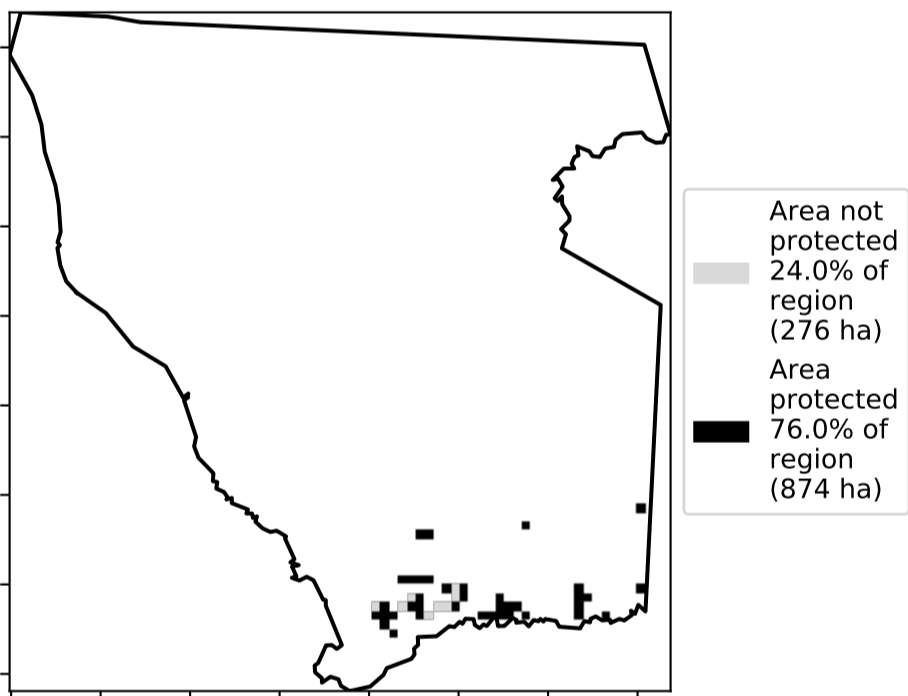 Area not
protected
24.0% of
region
(276 ha)
Area
protected
76.0% of
region
(874 ha)